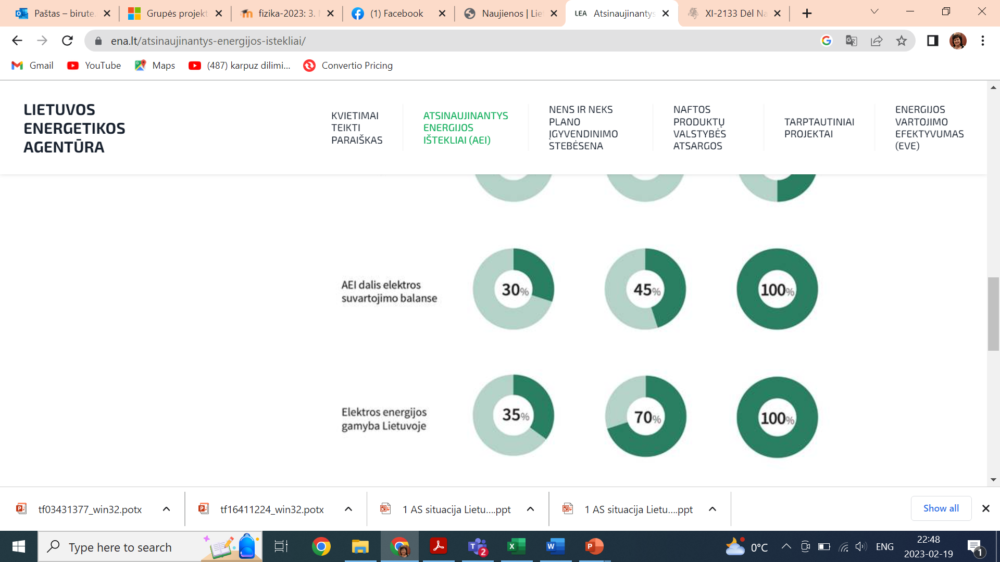 Paštas – birute.
Grupės projekt
fizika-2023: 3.
(1) Facebook
Naujienos | Lie
LEA Atsinaujinantys
XI-2133 Dėl Na
ena.lt/atsinaujinantys-energijos-istekliai/
Gmail
YouTube
Maps
(487) karpuz dilimi...
Convertio Pricing
LIETUVOS
ENERGETIKOS
AGENTŪRA
KVIETIMAI
TEIKTI
PARAIŠKAS
ATSINAUJINANTYS
ENERGIJOS
IŠTEKLIAI (AEI)
NENS IR NEKS
PLANO
ĮGYVENDINIMO
STEBĖSENA
NAFTOS
PRODUKTŲ
VALSTYBĖS
ATSARGOS
TARPTAUTINIAI
PROJEKTAI
ENERGIJOS
VARTOJIMO
EFEKTYVUMAS
(EVE)
AEI dalis elektros
suvartojimo balanse
30%
45%
100%
Elektros energijos
gamyba Lietuvoje
35%
70%
100%
tf03431377_win32.potx
tf16411224_win32.potx
1 AS situacija Lietu....ppt
1 AS situacija Lietu....ppt
Show all
Type here to search
2
0°C
ENG
22:48
2023-02-19
1